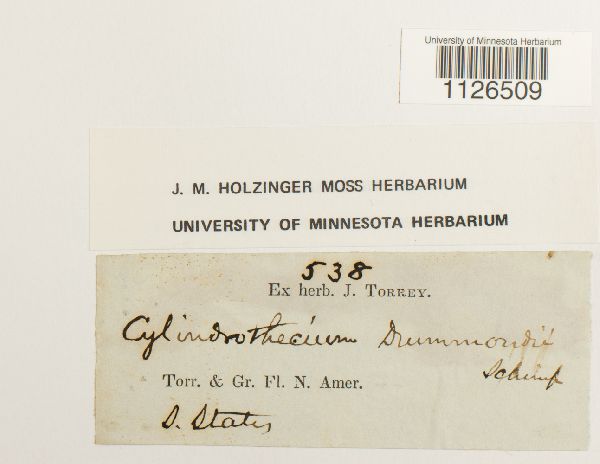 University of Minnesota Herbarium
1126509
J. M. HOLZINGER MOSS HERBARIUM
UNIVERSITY OF MINNESOTA HERBARIUM
538
Ex herb. J. TORREY.
Cylindrothecium Drummondii
Schimp
Torr. & Gr. Fl. N. Amer.
S. States